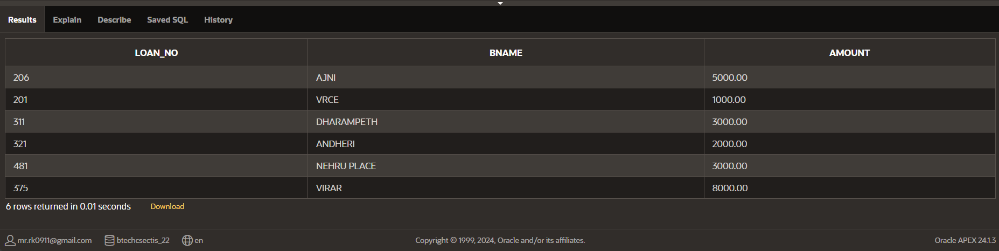 Results Explain Describe Saved SQL History
LOAN_NO BNAME AMOUNT
206 AJNI 5000.00
201 VRCE 1000.00
311 DHARAMPETH 3000.00
321 ANDHERI 2000.00
481 NEHRU PLACE 3000.00
375 VIRAR 8000.00
6 rows returned in 0.01 seconds Download
mr.rk0911@gmail.com btechcsectis_22 en Copyright © 1999, 2024, Oracle and/or its affiliates. Oracle APEX 24.1.3